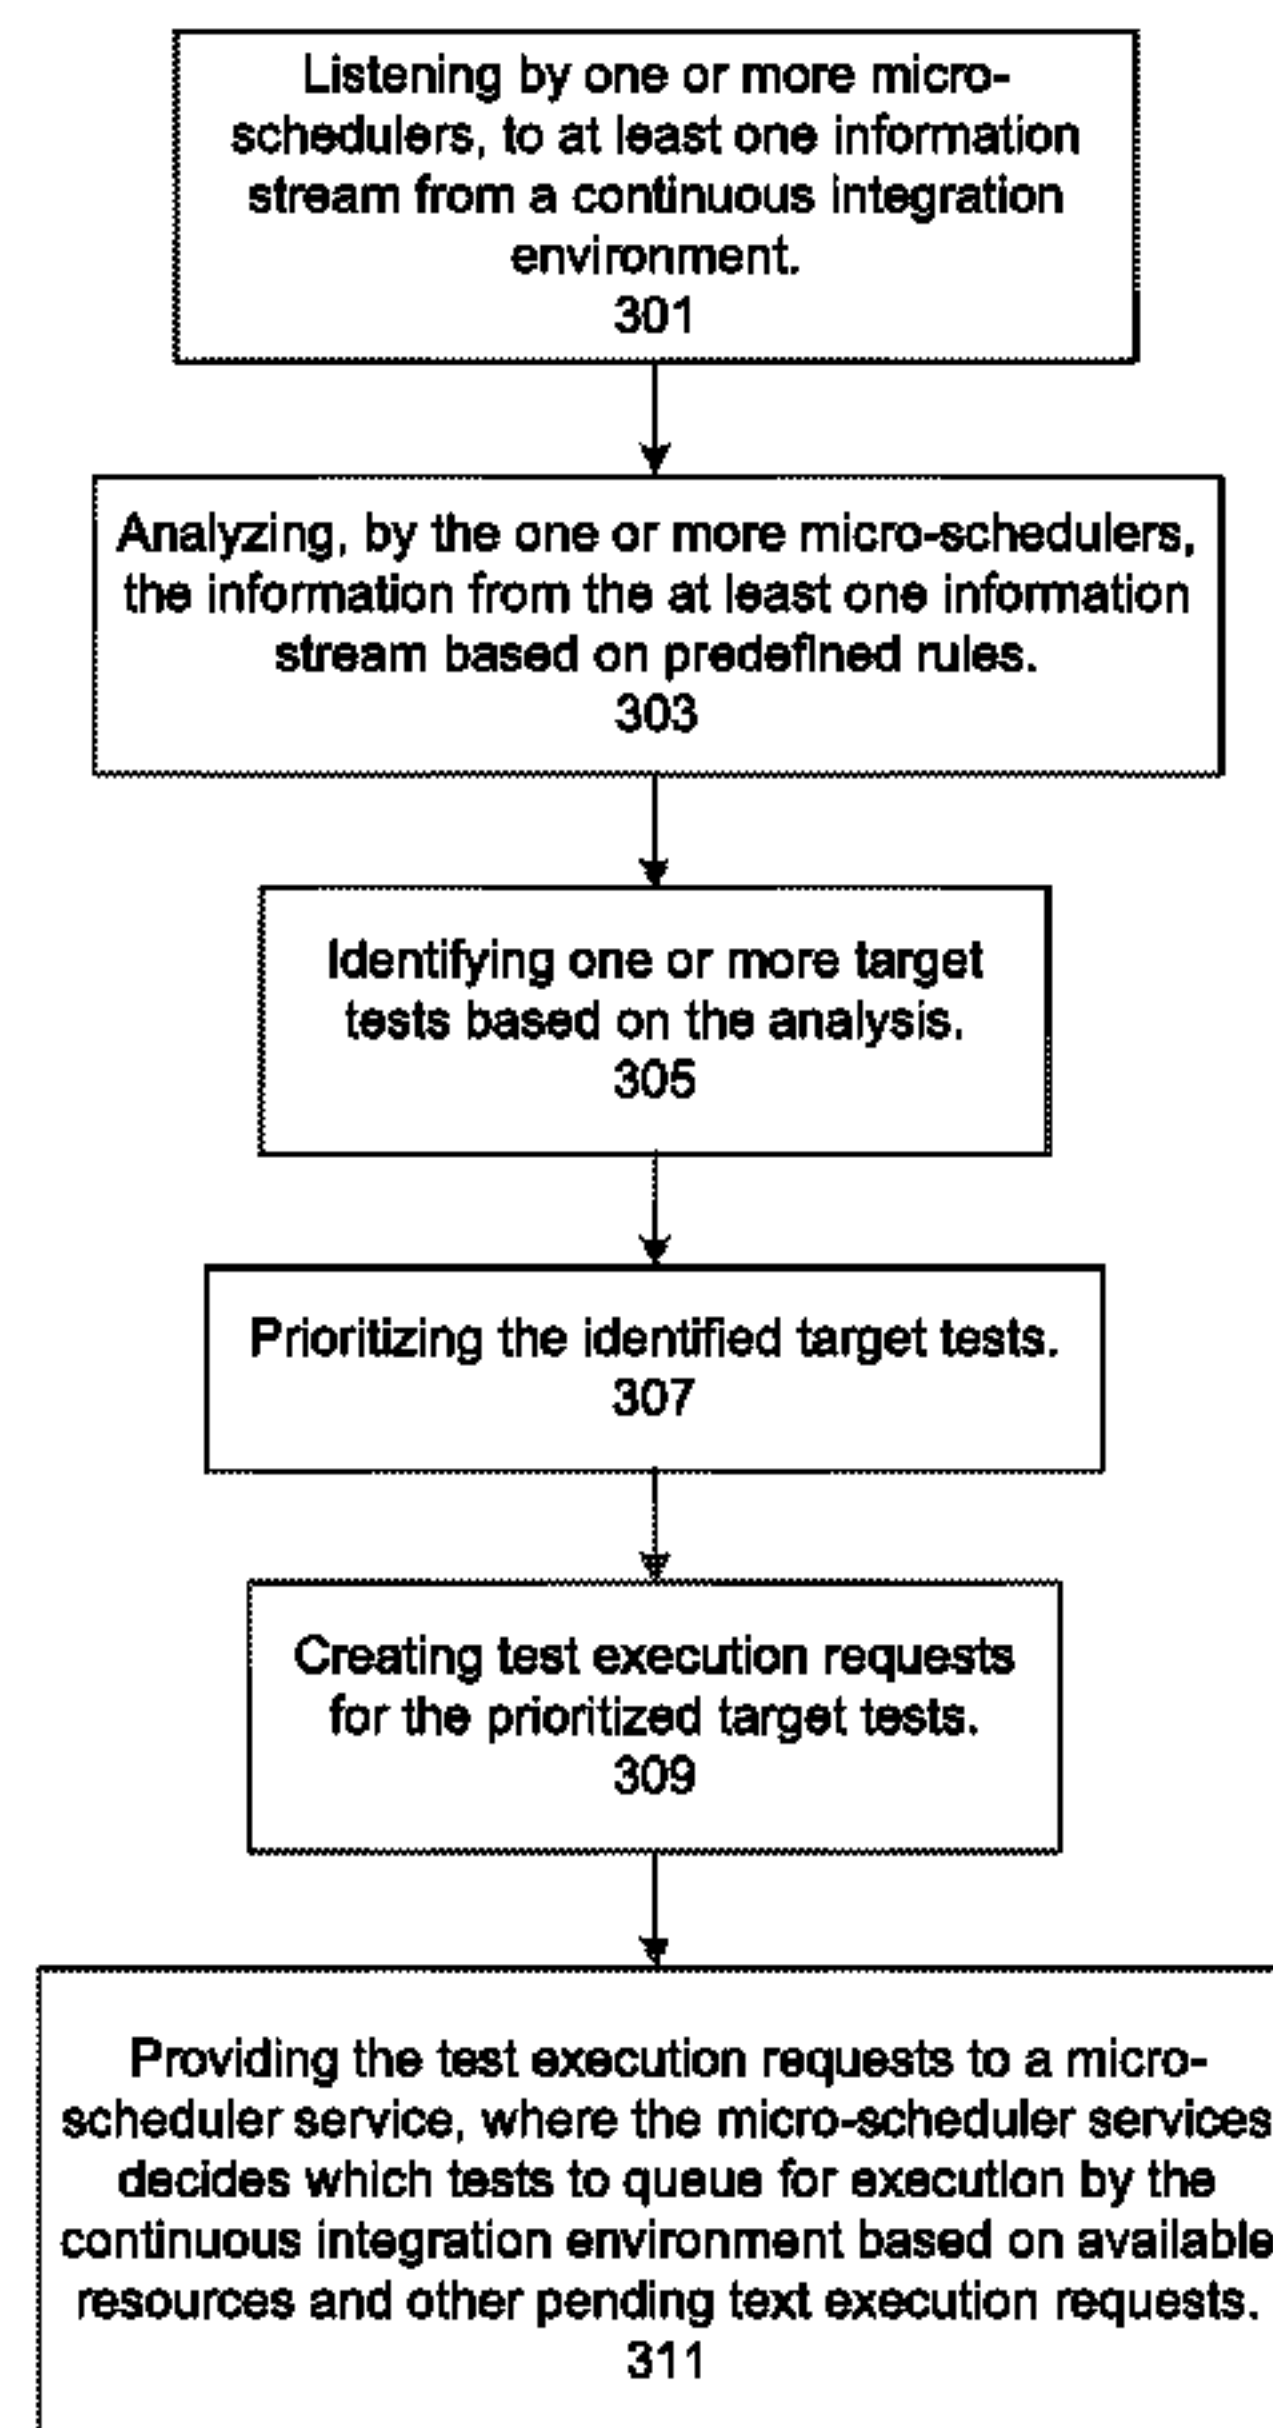 Listening by one or more micro-
schedulers, to at least one information
stream from a continuous integration
environment.
301
Analyzing, by the one or more micro-schedulers,
the information from the at least one information
stream based on predefined rules.
303
Identifying one or more target
tests based on the analysis.
305
Prioritizing the identified target tests.
307
Creating test execution requests
for the prioritized target tests.
309
Providing the test execution requests to a micro-
scheduler service, where the micro-scheduler services
decides which tests to queue for execution by the
continuous integration environment based on available
resources and other pending text execution requests.
311